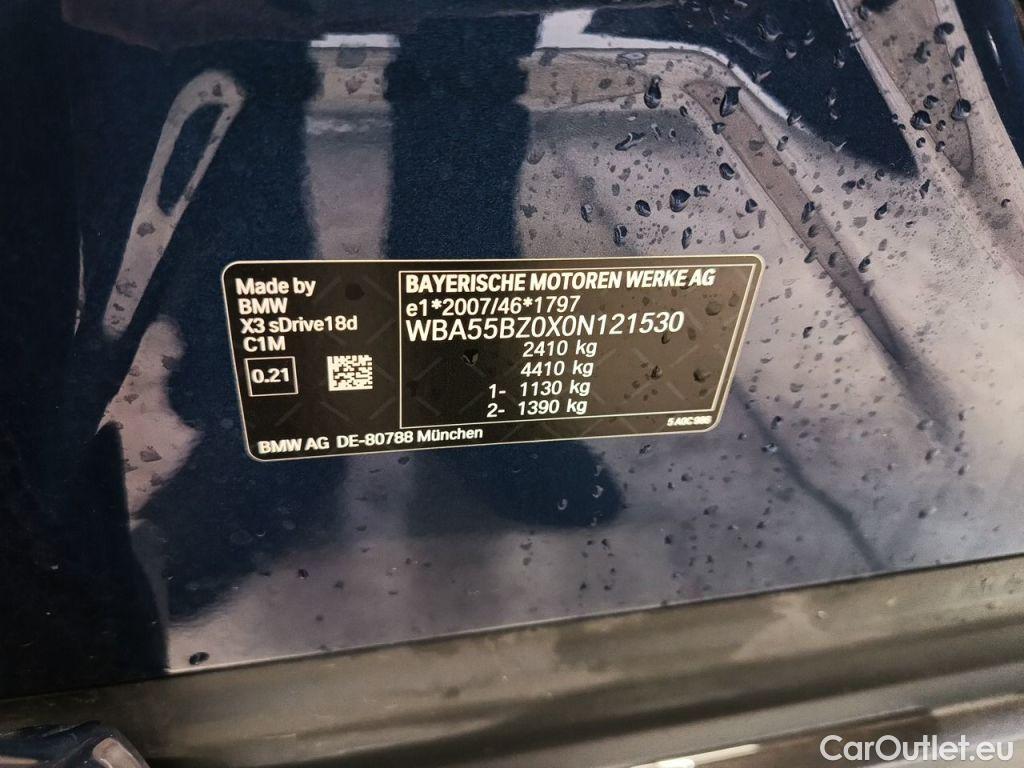 Made by
BMW
X3 sDrive18d
C1M
0.21
BAYERISCHE MOTOREN WERKE AG
e1*2007/46*1797
WBA55BZ0X0N121530
2410 kg
4410 kg
1- 1130 kg
2- 1390 kg
BMW AG DE-80788 München
CarOutlet.eu